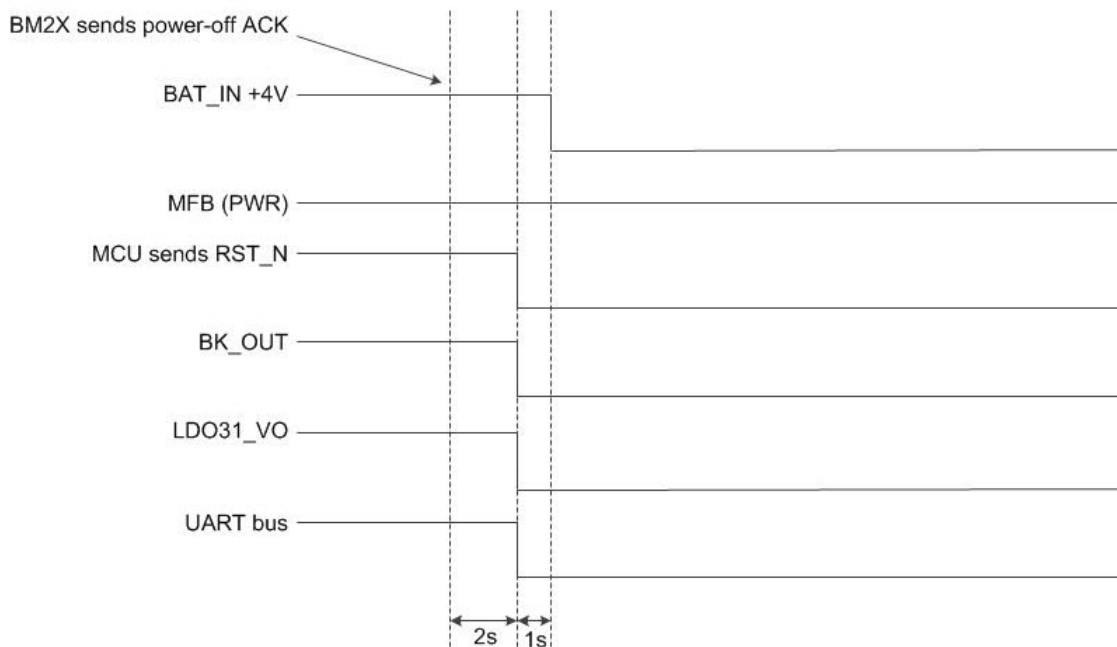 BM2X sends power-off ACK
BAT_IN +4V
MFB (PWR)
MCU sends RST_N
BK_OUT
LDO31_VO
UART bus
2s
1s